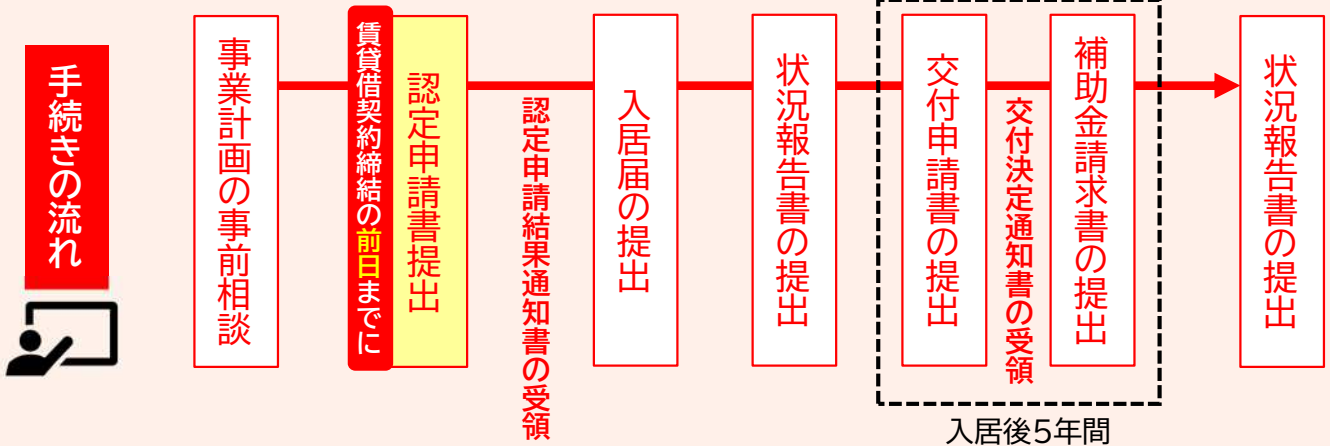 手続きの流れ
事業計画の事前相談
賃貸借契約締結の前日までに
認定申請書提出
認定申請結果通知書の受領
入居届の提出
状況報告書の提出
交付申請書の提出
交付決定通知書の受領
補助金請求書の提出
入居後5年間
状況報告書の提出